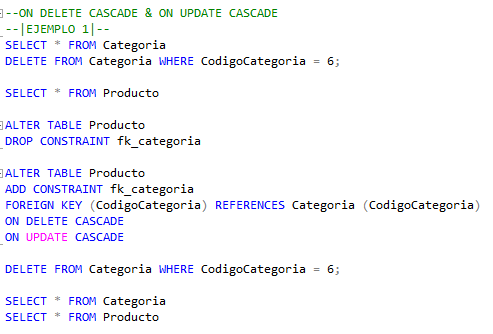 --ON DELETE CASCADE & ON UPDATE CASCADE
--|EJEMPLO 1|--
SELECT * FROM Categoria
DELETE FROM Categoria WHERE CodigoCategoria = 6;
SELECT * FROM Producto
ALTER TABLE Producto
DROP CONSTRAINT fk_categoria
ALTER TABLE Producto
ADD CONSTRAINT fk_categoria
FOREIGN KEY (CodigoCategoria) REFERENCES Categoria (CodigoCategoria)
ON DELETE CASCADE
ON UPDATE CASCADE
DELETE FROM Categoria WHERE CodigoCategoria = 6;
SELECT * FROM Categoria
SELECT * FROM Producto